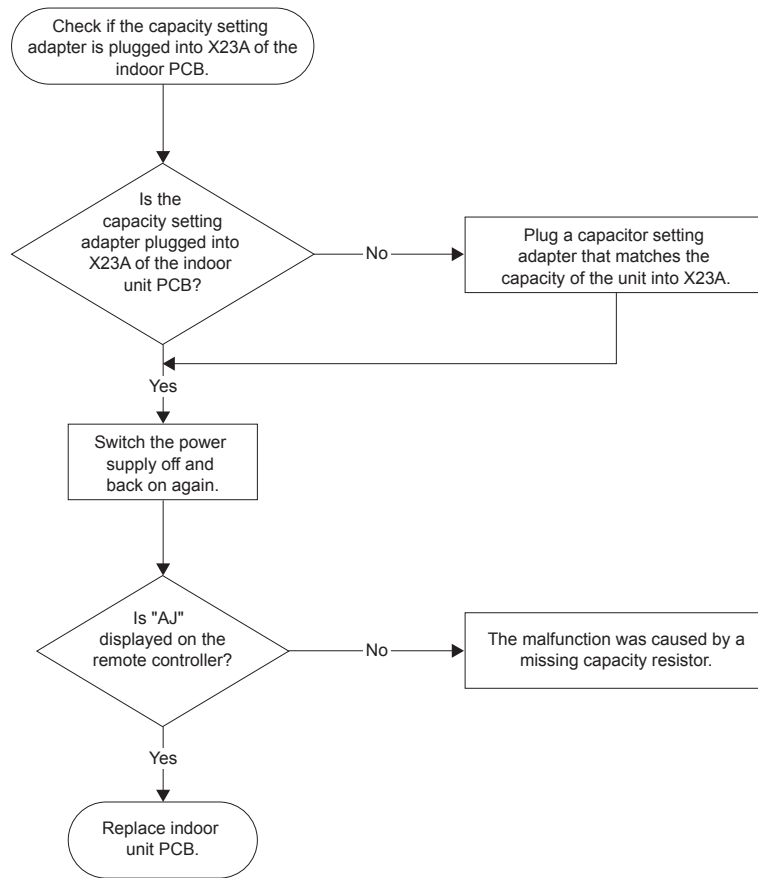 Check if the capacity setting
adapter is plugged into X23A of the
indoor PCB.
Is the
capacity setting
adapter plugged into
X23A of the indoor
unit PCB?
No
Plug a capacitor setting
adapter that matches the
capacity of the unit into X23A.
Yes
Switch the power
supply off and
back on again.
Is "AJ"
displayed on the
remote controller?
No
The malfunction was caused by a
missing capacity resistor.
Yes
Replace indoor
unit PCB.